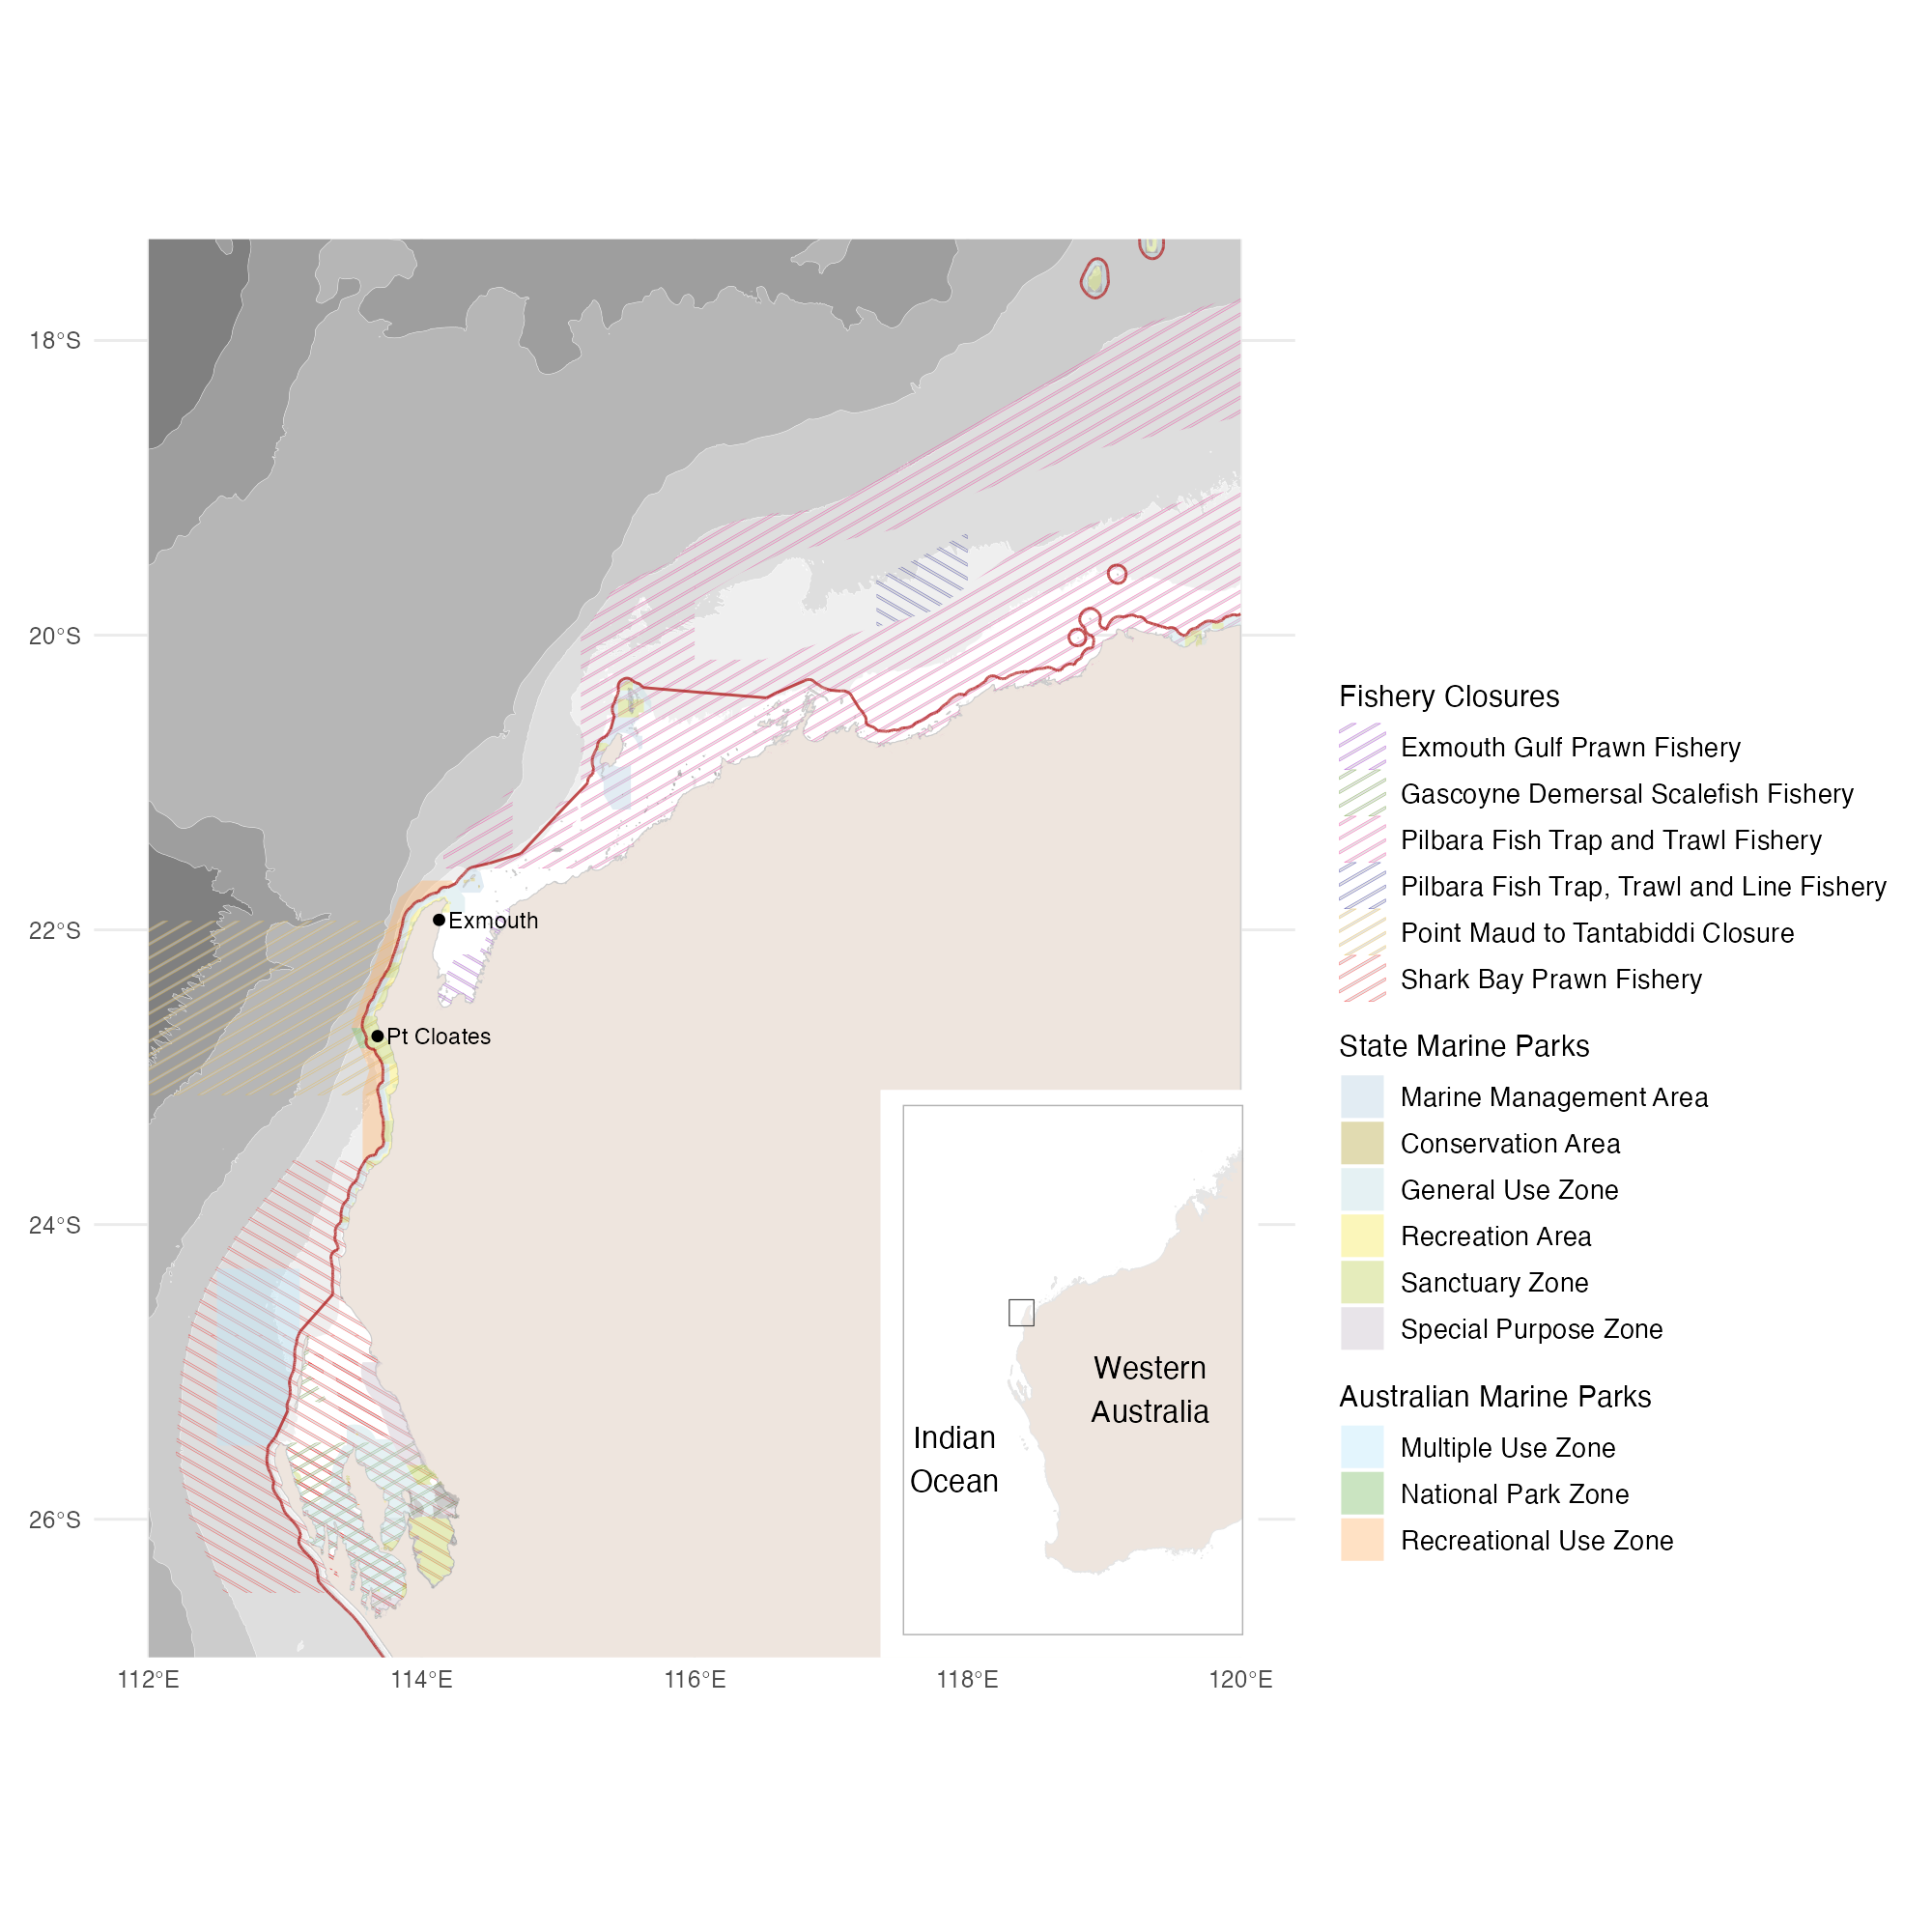 18°S
20°S
22°S
24°S
26°S
112°E
114°E
116°E
118°E
120°E
Exmouth
Pt Cloates
Western
Australia
Indian
Ocean
Fishery Closures
Exmouth Gulf Prawn Fishery
Gascoyne Demersal Scalefish Fishery
Pilbara Fish Trap and Trawl Fishery
Pilbara Fish Trap, Trawl and Line Fishery
Point Maud to Tantabiddi Closure
Shark Bay Prawn Fishery
State Marine Parks
Marine Management Area
Conservation Area
General Use Zone
Recreation Area
Sanctuary Zone
Special Purpose Zone
Australian Marine Parks
Multiple Use Zone
National Park Zone
Recreational Use Zone